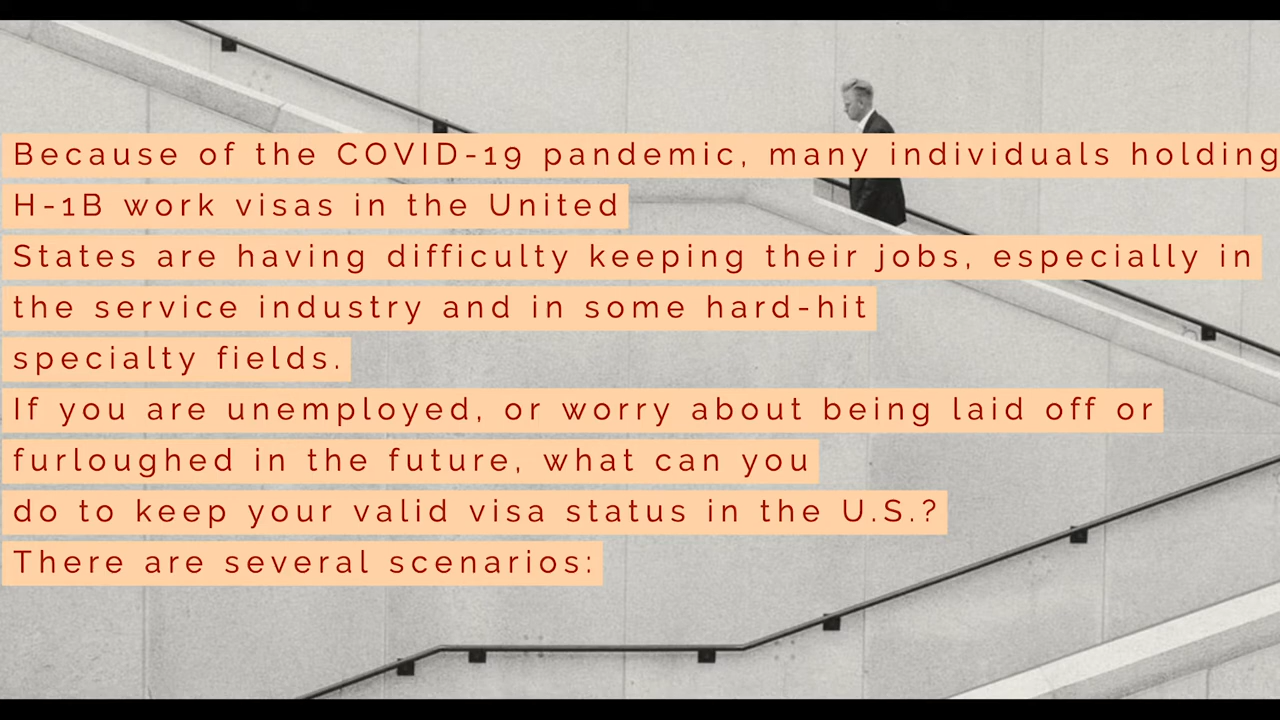 Because of the COVID-19 pandemic, many individuals holding
H-1B work visas in the United
States are having difficulty keeping their jobs, especially in
the service industry and in some hard-hit
specialty fields.
If you are unemployed, or worry about being laid off or
furloughed in the future, what can you
do to keep your valid visa status in the U.S.?
There are several scenarios: